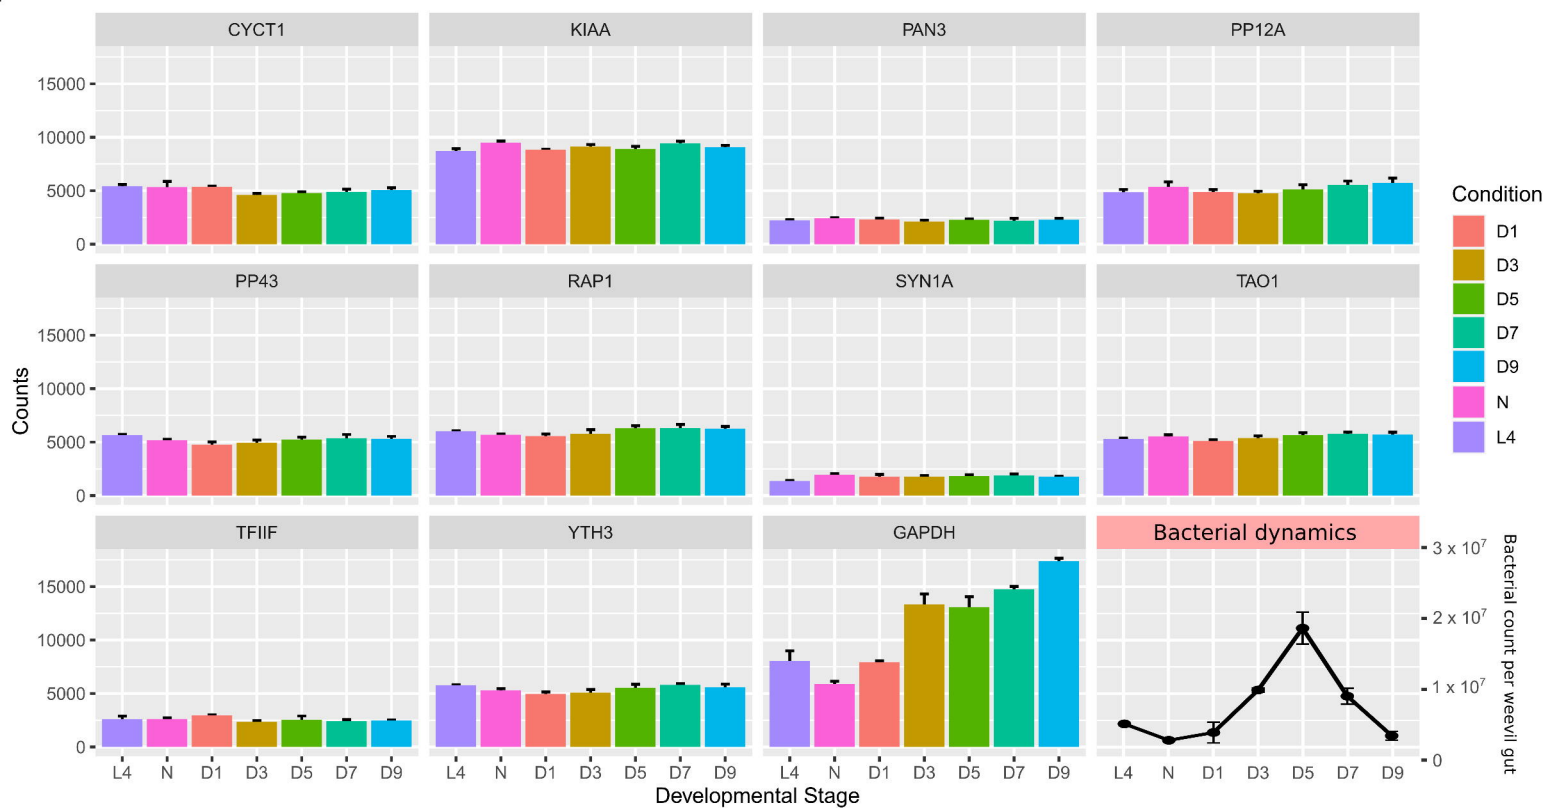 CYCT1 KIAA PAN3 PP12A
15000
10000
5000
0
PP43 RAP1 SYN1A TAO1
15000
10000
5000
0
TFIIF YTH3 GAPDH Bacterial dynamics
15000
10000
5000
0
L4 N D1 D3 D5 D7 D9 L4 N D1 D3 D5 D7 D9 L4 N D1 D3 D5 D7 D9 L4 N D1 D3 D5 D7 D9
Developmental Stage
Counts
3 x 10⁷
2 x 10⁷
1 x 10⁷
0
Bacterial count per weevil gut
Condition
D1
D3
D5
D7
D9
N
L4